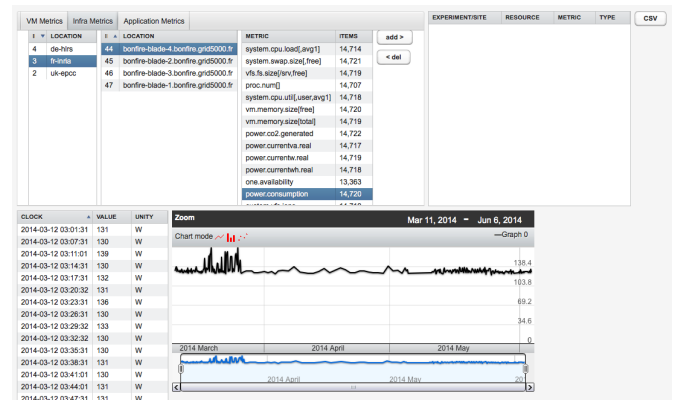 VM Metrics Infra Metrics Application Metrics
I LOCATION
4 de-hlrs
3 fr-inria
2 uk-epcc
I LOCATION
44 bonfire-blade-4.bonfire.grid5000.fr
45 bonfire-blade-2.bonfire.grid5000.fr
46 bonfire-blade-3.bonfire.grid5000.fr
47 bonfire-blade-1.bonfire.grid5000.fr
METRIC ITEMS
system.cpu.load[,avg1] 14,714
system.swap.size[,free] 14,721
vfs.fs.size[/srv,free] 14,719
proc.num[] 14,707
system.cpu.util[,user,avg1] 14,718
vm.memory.size[free] 14,720
vm.memory.size[total] 14,719
power.co2.generated 14,722
power.currentva.real 14,717
power.currentw.real 14,719
power.currentwh.real 14,718
one.availability 13,363
power.consumption 14,720
add >
< del
EXPERIMENT/SITE RESOURCE METRIC TYPE
CSV
CLOCK VALUE UNITY
2014-03-12 03:01:31 131 W
2014-03-12 03:07:31 130 W
2014-03-12 03:11:01 139 W
2014-03-12 03:14:31 130 W
2014-03-12 03:17:31 132 W
2014-03-12 03:20:32 131 W
2014-03-12 03:23:31 136 W
2014-03-12 03:26:31 130 W
2014-03-12 03:29:32 133 W
2014-03-12 03:32:32 130 W
2014-03-12 03:35:31 130 W
2014-03-12 03:38:31 131 W
2014-03-12 03:41:01 130 W
2014-03-12 03:44:01 131 W
2014-03-12 03:47:31 131 W
Zoom Mar 11, 2014 - Jun 6, 2014
Chart mode Graph 0
138.4
103.8
69.2
34.6
0
2014 March 2014 April 2014 May
2014 April 2014 May 20